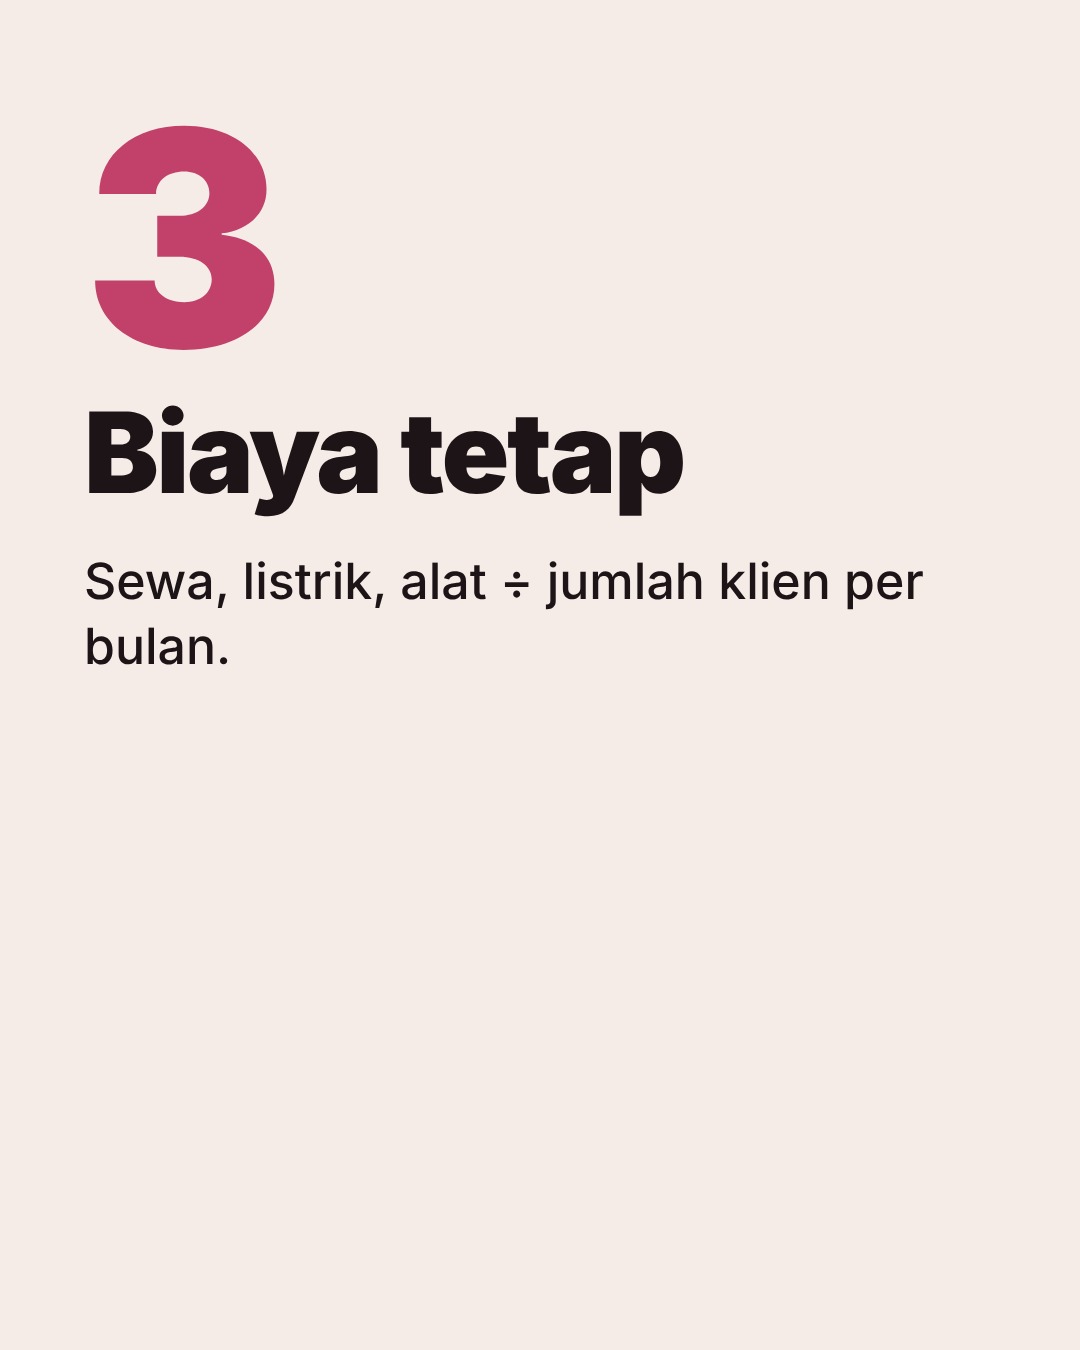 3
Biaya tetap
Sewa, listrik, alat ÷ jumlah klien per
bulan.